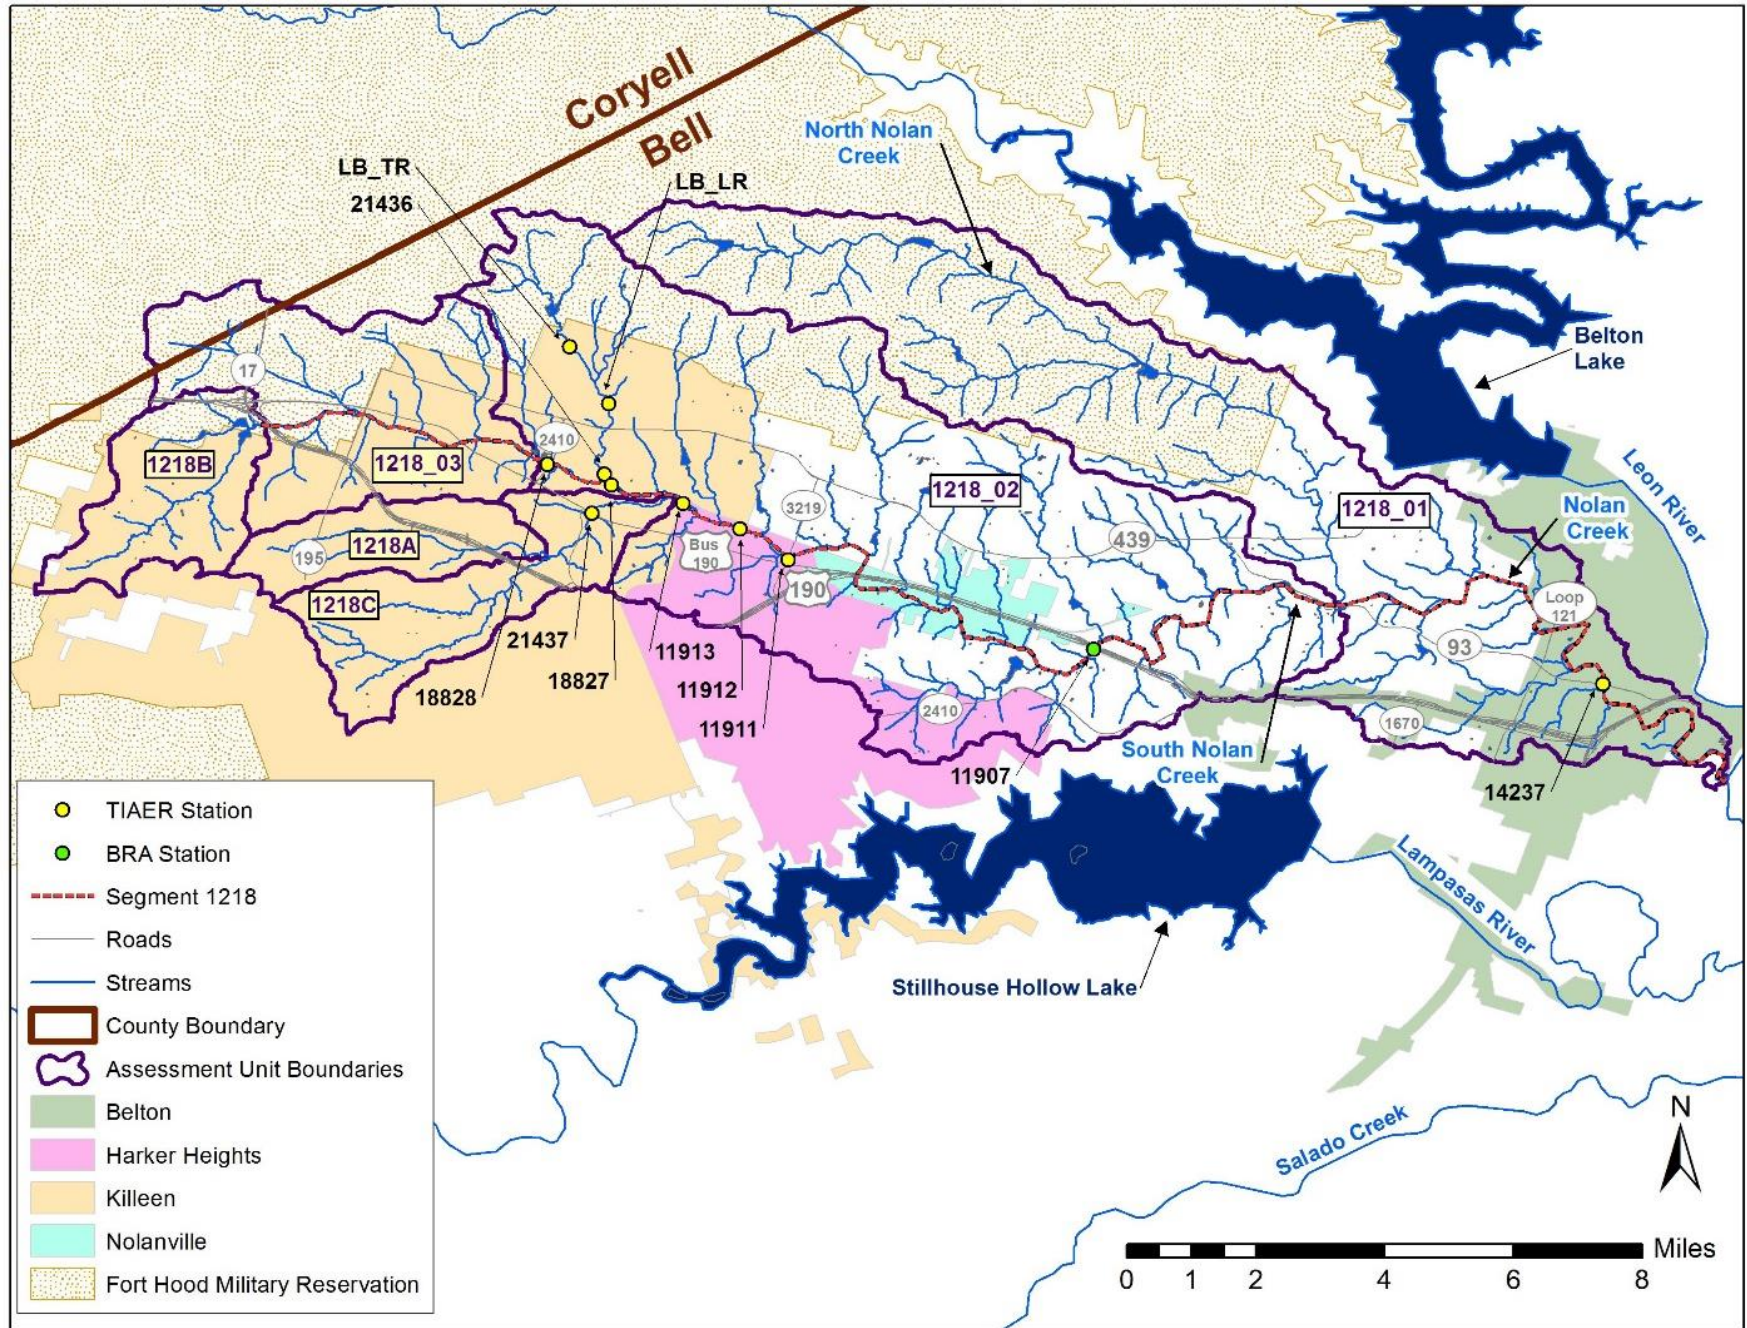 Coryell
Bell
North Nolan
Creek
LB_TR
21436
LB_LR
Belton
Lake
17
2410
1218B
1218_03
1218_02
1218_01
Leon River
Nolan
Creek
3219
439
1218A
195
Bus
190
190
Loop
121
1218C
93
21437
11913
18827
18828
11912
11911
2410
1670
South Nolan
Creek
11907
14237
TIAER Station
BRA Station
Segment 1218
Roads
Streams
County Boundary
Assessment Unit Boundaries
Belton
Harker Heights
Killeen
Nolanville
Fort Hood Military Reservation
Lampasas River
Stillhouse Hollow Lake
Salado Creek
N
Miles
0 1 2 4 6 8